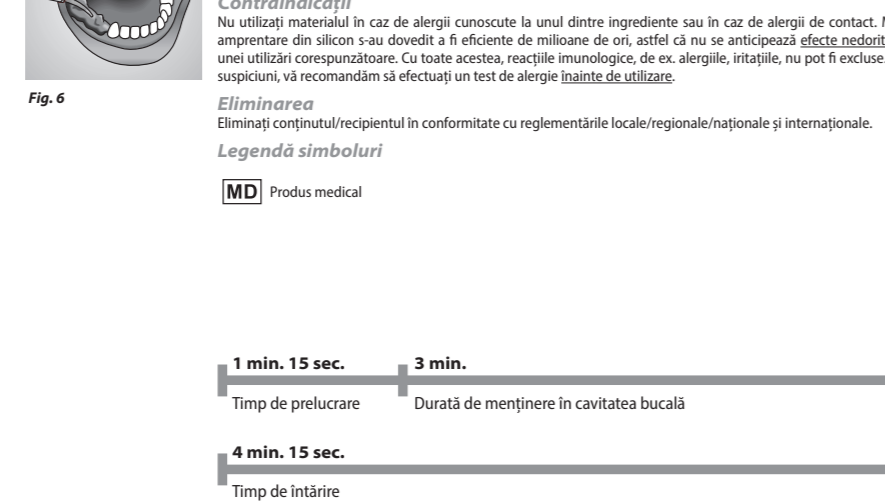 Contraindicații
Nu utilizați materialul în caz de alergii cunoscute la unul dintre ingrediente sau în caz de alergii de contact.
amprentare din silicon s-au dovedit a fi eficiente de milioane de ori, astfel că nu se anticipează efecte nedorit
unei utilizări corespunzătoare. Cu toate acestea, reacțiile imunologice, de ex. alergiile, iritațiile, nu pot fi excluse.
suspiciuni, vă recomandăm să efectuați un test de alergie înainte de utilizare.
Fig. 6
Eliminarea
Eliminați conținutul/recipientul în conformitate cu reglementările locale/regionale/naționale și internaționale.
Legendă simboluri
MD Produs medical
1 min. 15 sec. 3 min.
Timp de prelucrare Durată de menținere în cavitatea bucală
4 min. 15 sec.
Timp de întărire